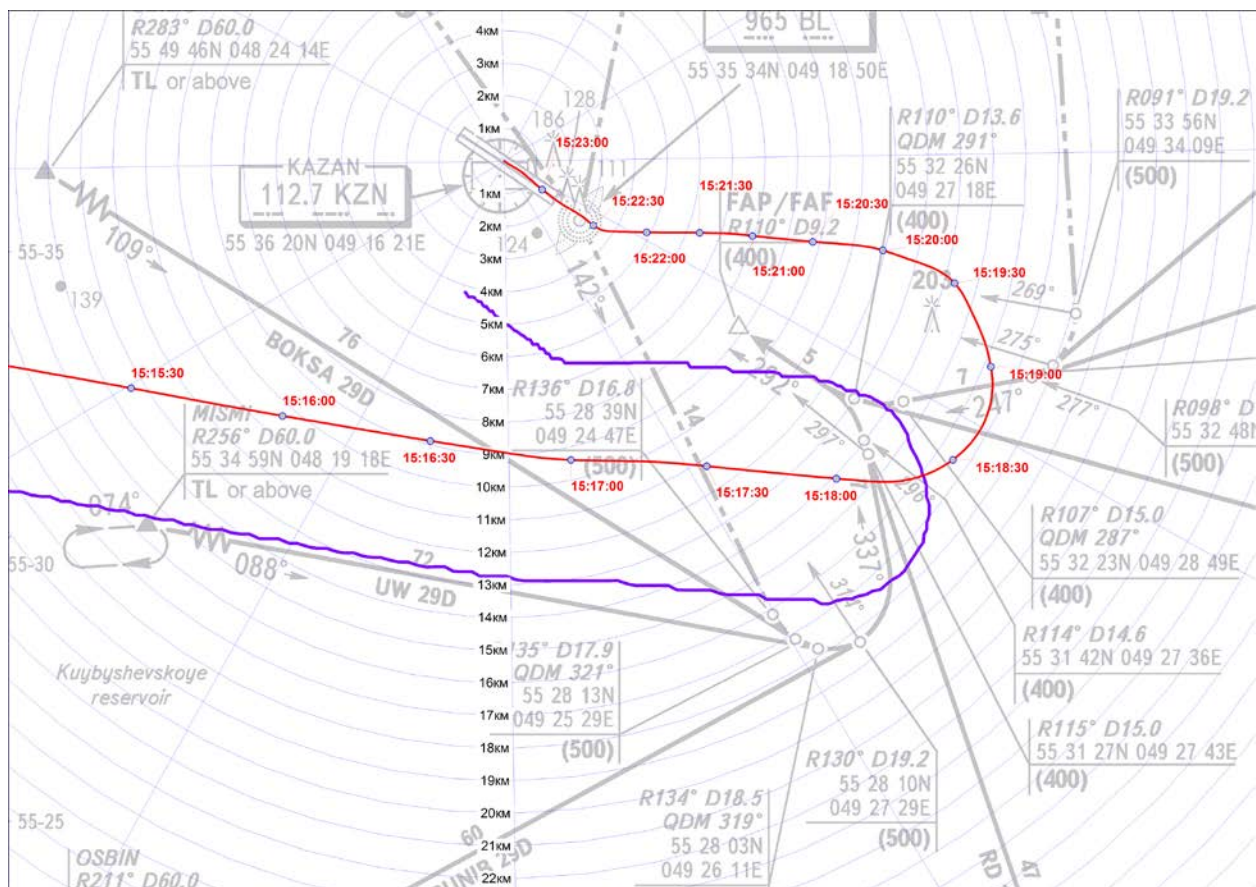 R283° D60.0
55 49 46N 048 24 14E
TL or above
965 BL
55 35 34N 049 18 50E
R091° D19.2
55 33 56N
049 34 09E
(500)
R110° D13.6
QDM 291°
55 32 26N
049 27 18E
(400)
4км
3км
2км
1км
1км
2км
3км
4км
5км
6км
7км
8км
9км
10км
11км
12км
13км
14км
15км
16км
17км
18км
19км
20км
21км
22км
186
128
111
124
KAZAN
112.7 KZN
55 36 20N 049 16 21E
FAP/FAF
R110° D9.2
(400)
15:23:00
15:22:30
15:22:00
15:21:30
15:21:00
15:20:30
15:20:00
15:19:30
15:19:00
15:18:30
15:18:00
15:17:30
15:17:00
15:16:30
15:16:00
15:15:30
55-35
139
109°
76
BOKSA 29D
142°
203
269°
275°
277°
5
7
247°
292°
297°
296
14
337°
314°
R136° D16.8
55 28 39N
049 24 47E
(500)
MISMI
R256° D60.0
55 34 59N 048 19 18E
TL or above
R098° D
55 32 48N
(500)
074°
088°
72
UW 29D
55-30
R107° D15.0
QDM 287°
55 32 23N 049 28 49E
(400)
R114° D14.6
55 31 42N 049 27 36E
(400)
R115° D15.0
55 31 27N 049 27 43E
(400)
Kuybyshevskoye
reservoir
35° D17.9
QDM 321°
55 28 13N
049 25 29E
(500)
R130° D19.2
55 28 10N
049 27 29E
(500)
R134° D18.5
QDM 319°
55 28 03N
049 26 11E
60
29D
RD
47
55-25
OSBIN
R211° D60.0